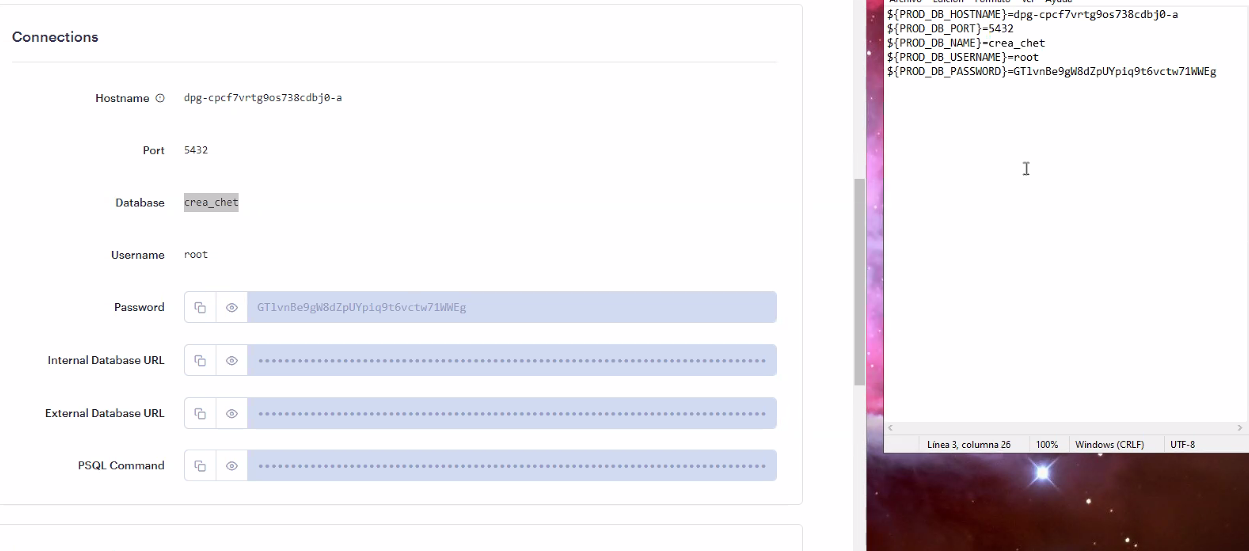 Connections
Hostname
dpg-cpcf7vrtg9os738cdbj0-a
Port
5432
Database
crea_chet
Username
root
Password
GTlvnBe9gW8dZpUYpiq9t6vctw71WWEg
Internal Database URL
External Database URL
PSQL Command
Archivo Edición Formato Ver Ayuda
${PROD_DB_HOSTNAME}=dpg-cpcf7vrtg9os738cdbj0-a
${PROD_DB_PORT}=5432
${PROD_DB_NAME}=crea_chet
${PROD_DB_USERNAME}=root
${PROD_DB_PASSWORD}=GTlvnBe9gW8dZpUYpiq9t6vctw71WWEg
Línea 3, columna 26
100%
Windows (CRLF)
UTF-8